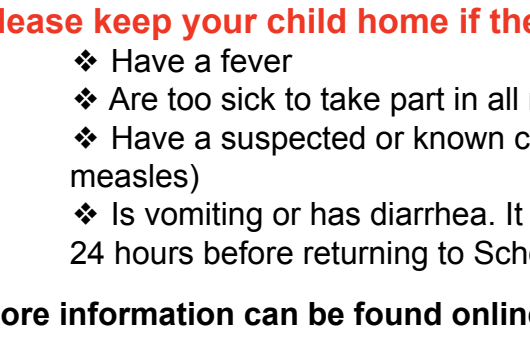 lease keep your child home if the
❖ Have a fever
❖ Are too sick to take part in all
❖ Have a suspected or known c
measles)
❖ Is vomiting or has diarrhea. It
24 hours before returning to Sch
ore information can be found online